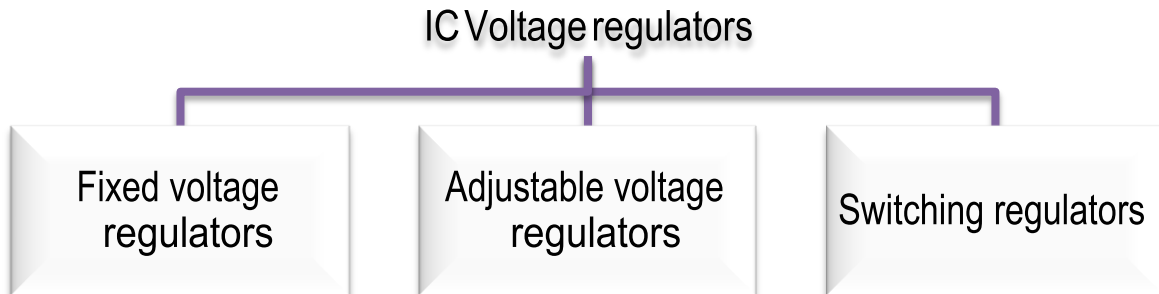 IC Voltage regulators
Fixed voltage
regulators
Adjustable voltage
regulators
Switching regulators